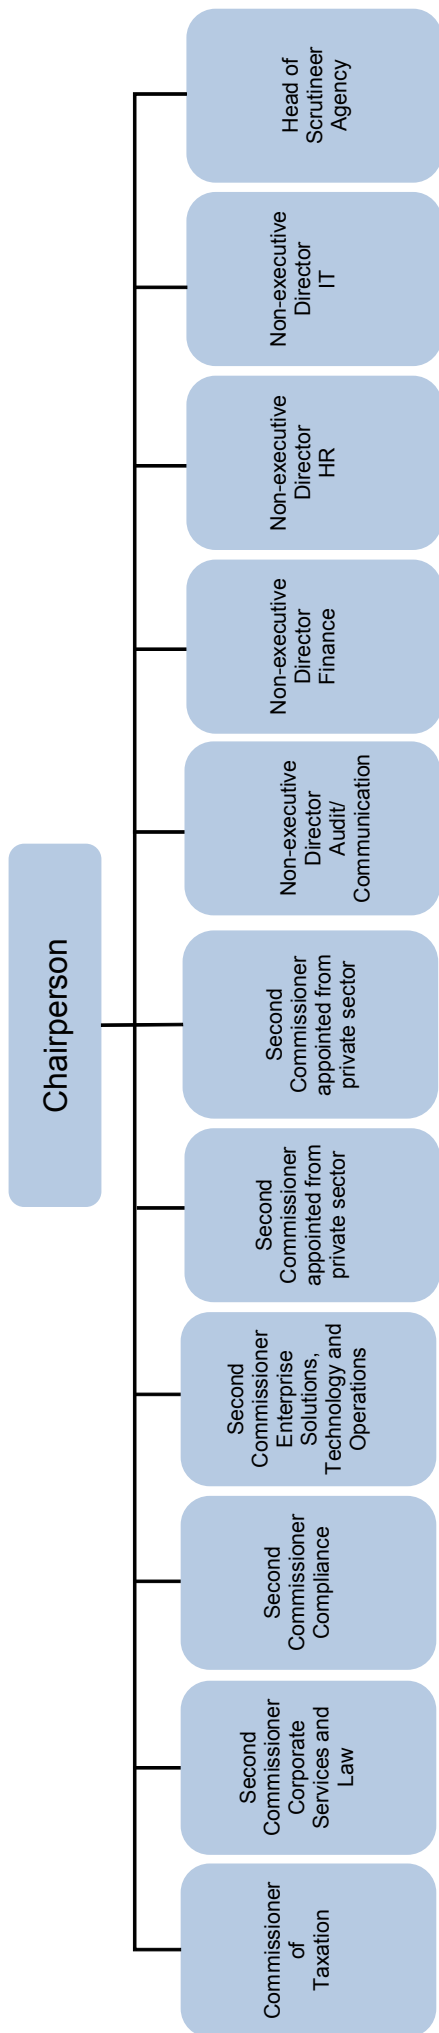 Chairperson
Commissioner
of
Taxation
Second
Commissioner
Corporate
Services and
Law
Second
Commissioner
Compliance
Second
Commissioner
Enterprise
Solutions,
Technology and
Operations
Second
Commissioner
appointed from
private sector
Second
Commissioner
appointed from
private sector
Non-executive
Director
Audit/
Communication
Non-executive
Director
Finance
Non-executive
Director
HR
Non-executive
Director
IT
Head of
Scrutineer
Agency